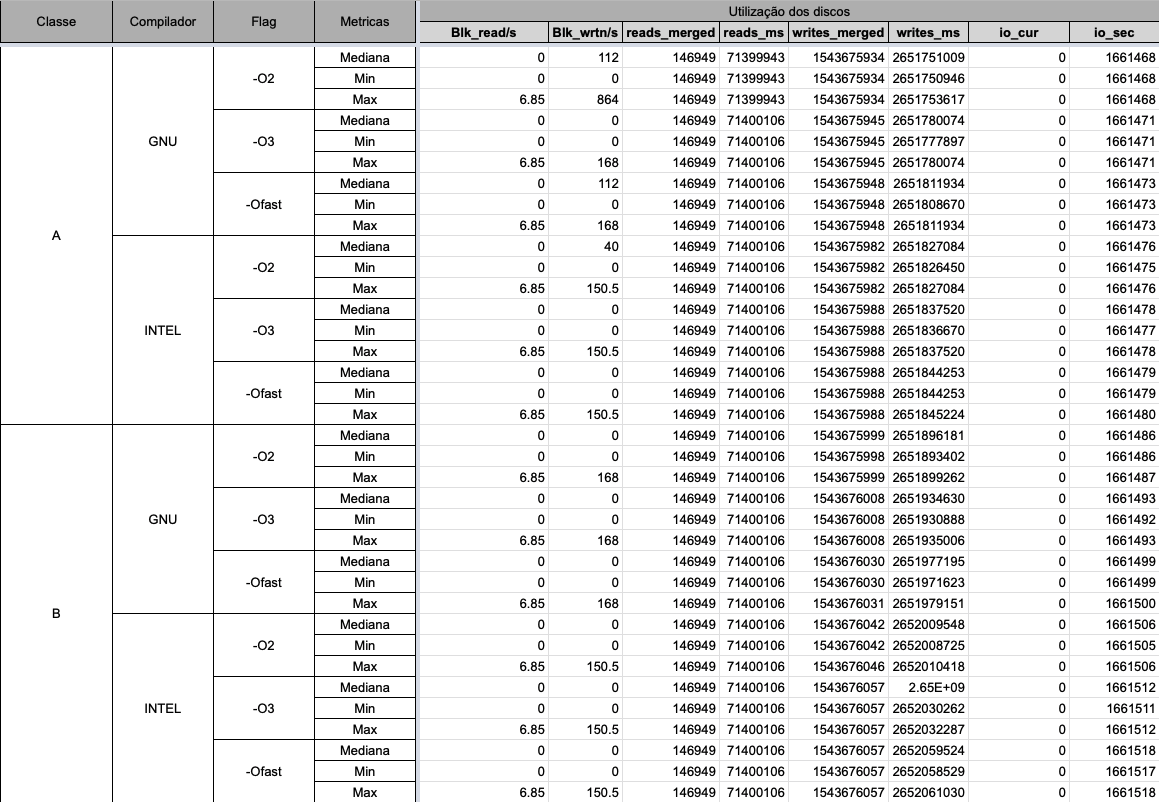 Classe Compilador Flag Metricas Utilização dos discos
Blk_read/s Blk_wrtn/s reads_merged reads_ms writes_merged writes_ms io_cur io_sec
A GNU -O2 Mediana 0 112 146949 71399943 1543675934 2651751009 0 1661468
Min 0 0 146949 71399943 1543675934 2651750946 0 1661468
Max 6.85 864 146949 71399943 1543675934 2651753617 0 1661468
-O3 Mediana 0 0 146949 71400106 1543675945 2651780074 0 1661471
Min 0 0 146949 71400106 1543675945 2651777897 0 1661471
Max 6.85 168 146949 71400106 1543675945 2651780074 0 1661471
-Ofast Mediana 0 112 146949 71400106 1543675948 2651811934 0 1661473
Min 0 0 146949 71400106 1543675948 2651808670 0 1661473
Max 6.85 168 146949 71400106 1543675948 2651811934 0 1661473
INTEL -O2 Mediana 0 40 146949 71400106 1543675982 2651827084 0 1661476
Min 0 0 146949 71400106 1543675982 2651826450 0 1661475
Max 6.85 150.5 146949 71400106 1543675982 2651827084 0 1661476
-O3 Mediana 0 0 146949 71400106 1543675988 2651837520 0 1661478
Min 0 0 146949 71400106 1543675988 2651836670 0 1661477
Max 6.85 150.5 146949 71400106 1543675988 2651837520 0 1661478
-Ofast Mediana 0 0 146949 71400106 1543675988 2651844253 0 1661479
Min 0 0 146949 71400106 1543675988 2651844253 0 1661479
Max 6.85 150.5 146949 71400106 1543675988 2651845224 0 1661480
B GNU -O2 Mediana 0 0 146949 71400106 1543675999 2651896181 0 1661486
Min 0 0 146949 71400106 1543675998 2651893402 0 1661486
Max 6.85 168 146949 71400106 1543675999 2651899262 0 1661487
-O3 Mediana 0 0 146949 71400106 1543676008 2651934630 0 1661493
Min 0 0 146949 71400106 1543676008 2651930888 0 1661492
Max 6.85 168 146949 71400106 1543676008 2651935006 0 1661493
-Ofast Mediana 0 0 146949 71400106 1543676030 2651977195 0 1661499
Min 0 0 146949 71400106 1543676030 2651971623 0 1661499
Max 6.85 168 146949 71400106 1543676031 2651979151 0 1661500
INTEL -O2 Mediana 0 0 146949 71400106 1543676042 2652009548 0 1661506
Min 0 0 146949 71400106 1543676042 2652008725 0 1661505
Max 6.85 150.5 146949 71400106 1543676046 2652010418 0 1661506
-O3 Mediana 0 0 146949 71400106 1543676057 2.65E+09 0 1661512
Min 0 0 146949 71400106 1543676057 2652030262 0 1661511
Max 6.85 150.5 146949 71400106 1543676057 2652032287 0 1661512
-Ofast Mediana 0 0 146949 71400106 1543676057 2652059524 0 1661518
Min 0 0 146949 71400106 1543676057 2652058529 0 1661517
Max 6.85 150.5 146949 71400106 1543676057 2652061030 0 1661518